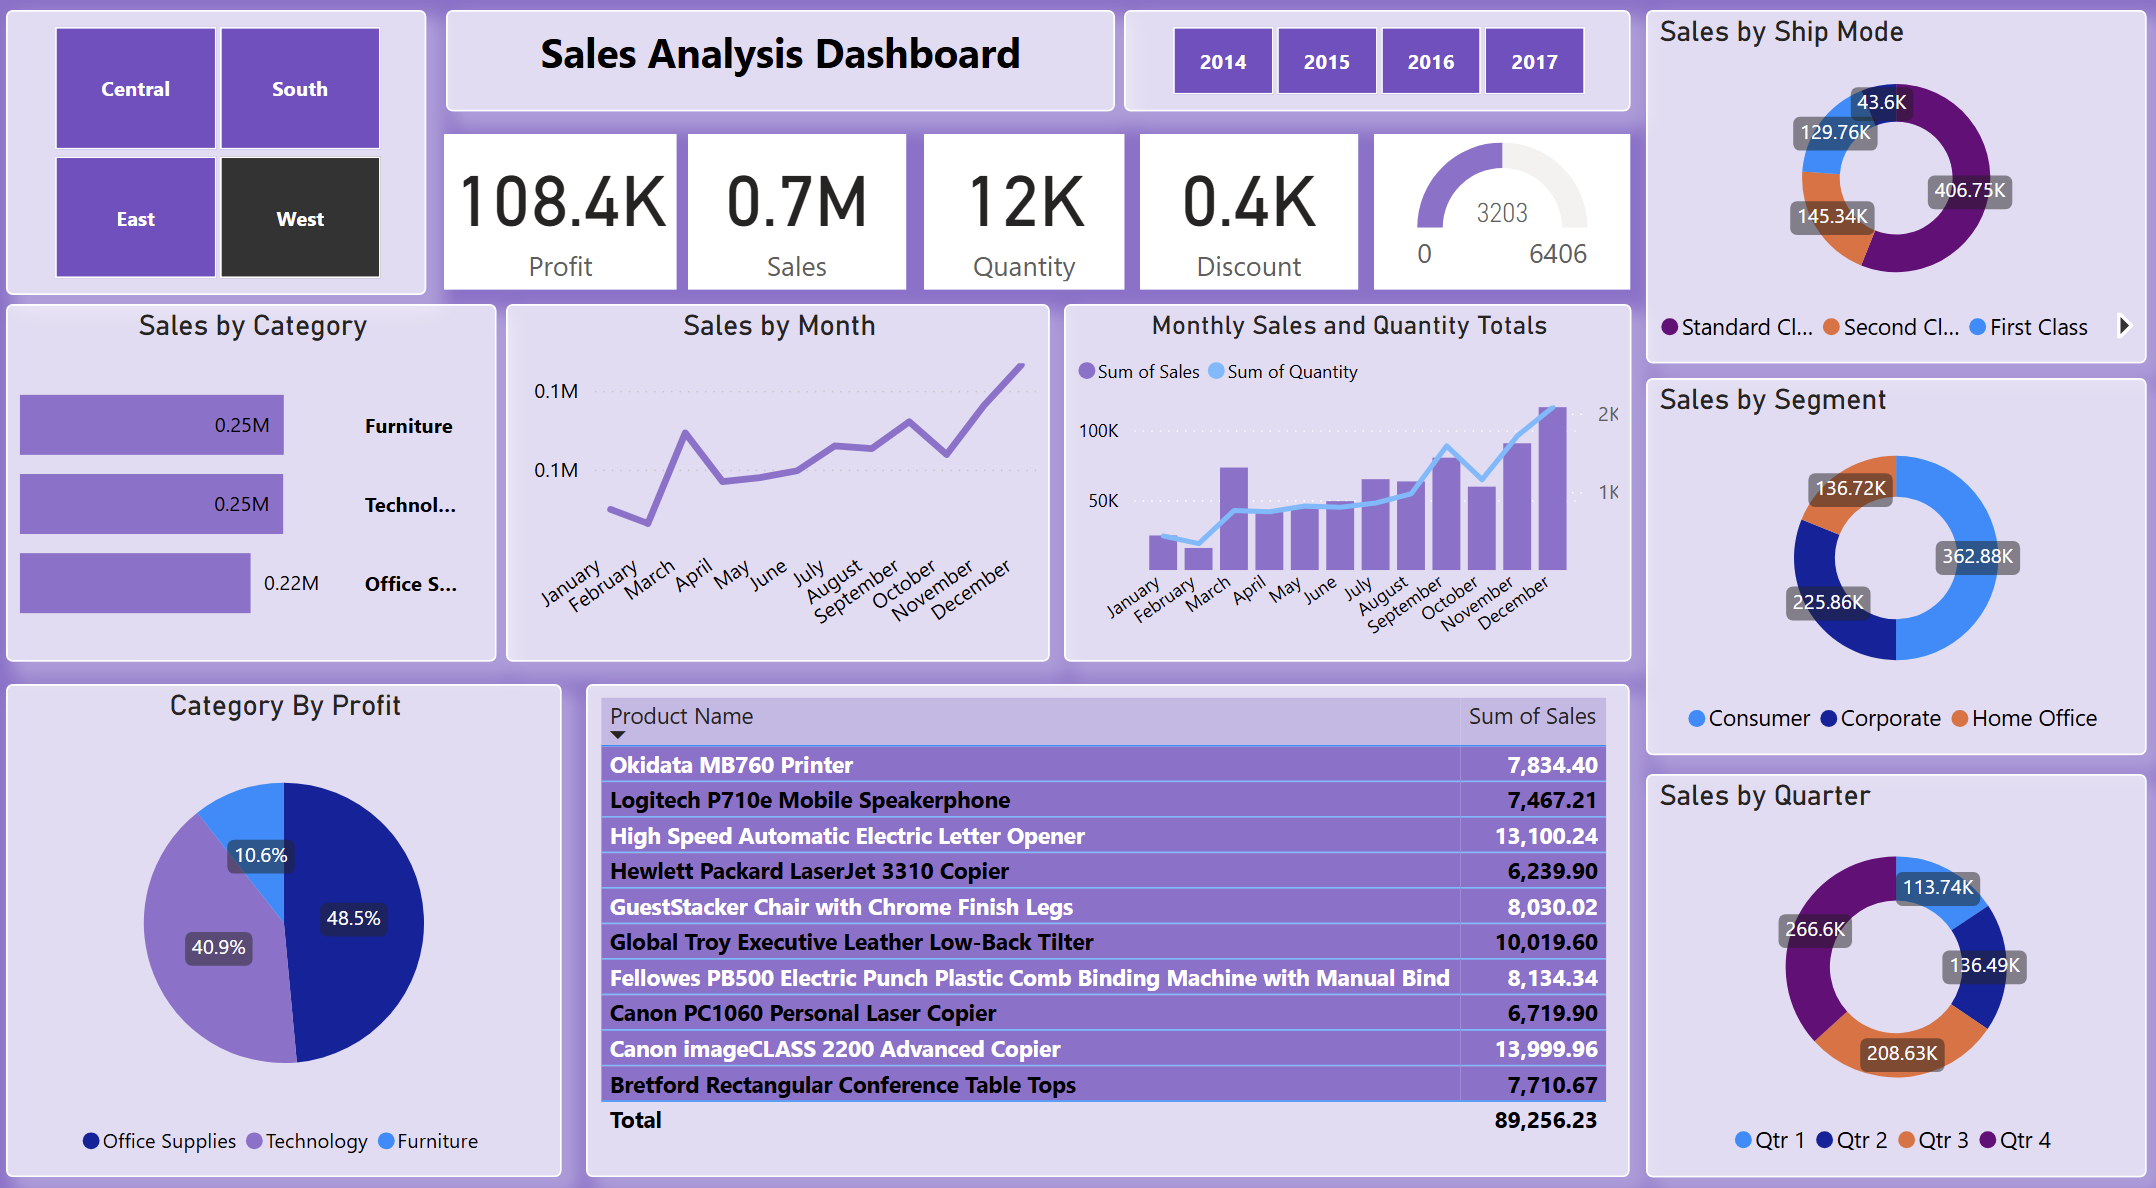 Central
South
East
West
Sales Analysis Dashboard
2014
2015
2016
2017
108.4K
Profit
0.7M
Sales
12K
Quantity
0.4K
Discount
3203
0
6406
Sales by Ship Mode
43.6K
129.76K
406.75K
145.34K
Standard Cl...
Second Cl...
First Class
Sales by Category
0.25M
Furniture
0.25M
Technol...
0.22M
Office S...
Sales by Month
0.1M
0.1M
January
February
March
April
May
June
July
August
September
October
November
December
Monthly Sales and Quantity Totals
Sum of Sales
Sum of Quantity
100K
50K
2K
1K
January
February
March
April
May
June
July
August
September
October
November
December
Sales by Segment
136.72K
362.88K
225.86K
Consumer
Corporate
Home Office
Category By Profit
10.6%
48.5%
40.9%
Office Supplies
Technology
Furniture
Product Name Sum of Sales
Okidata MB760 Printer 7,834.40
Logitech P710e Mobile Speakerphone 7,467.21
High Speed Automatic Electric Letter Opener 13,100.24
Hewlett Packard LaserJet 3310 Copier 6,239.90
GuestStacker Chair with Chrome Finish Legs 8,030.02
Global Troy Executive Leather Low-Back Tilter 10,019.60
Fellowes PB500 Electric Punch Plastic Comb Binding Machine with Manual Bind 8,134.34
Canon PC1060 Personal Laser Copier 6,719.90
Canon imageCLASS 2200 Advanced Copier 13,999.96
Bretford Rectangular Conference Table Tops 7,710.67
Total 89,256.23
Sales by Quarter
113.74K
266.6K
136.49K
208.63K
Qtr 1
Qtr 2
Qtr 3
Qtr 4